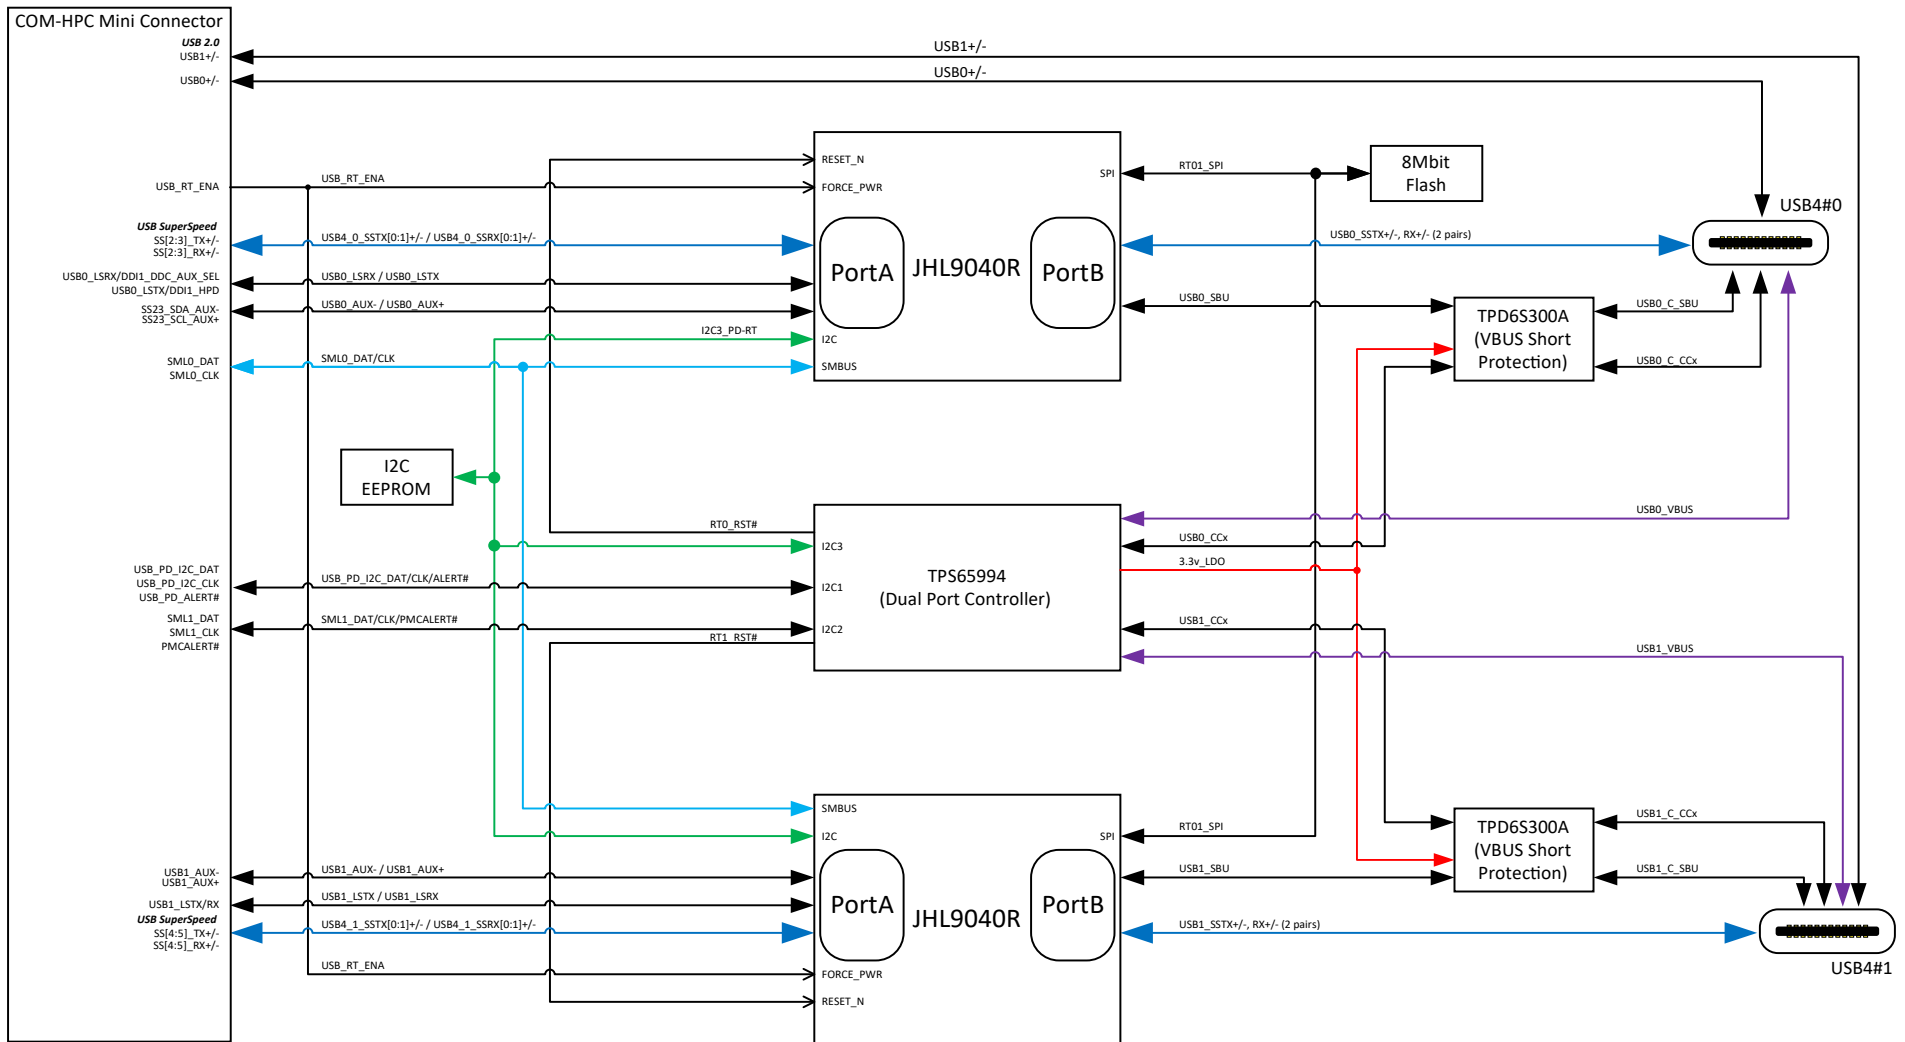 COM-HPC Mini Connector
USB 2.0
USB1+/-
USB0+/-
USB_RT_ENA
USB SuperSpeed
SS[2:3]_TX+/-
SS[2:3]_RX+/-
USB0_LSRX/DDI1_DDC_AUX_SEL
USB0_LSTX/DDI1_HPD
SS23_SDA_AUX-
SS23_SCL_AUX+
SML0_DAT
SML0_CLK
USB_PD_I2C_DAT
USB_PD_I2C_CLK
USB_PD_ALERT#
SML1_DAT
SML1_CLK
PMCALERT#
USB1_AUX-
USB1_AUX+
USB1_LSTX/RX
USB SuperSpeed
SS[4:5]_TX+/-
SS[4:5]_RX+/-
USB1+/-
USB0+/-
USB_RT_ENA
USB4_0_SSTX[0:1]+/- / USB4_0_SSRX[0:1]+/-
USB0_LSRX / USB0_LSTX
USB0_AUX- / USB0_AUX+
I2C3_PD-RT
SML0_DAT/CLK
I2C
EEPROM
RT0_RST#
USB_PD_I2C_DAT/CLK/ALERT#
SML1_DAT/CLK/PMCALERT#
RT1_RST#
USB1_AUX- / USB1_AUX+
USB1_LSTX / USB1_LSRX
USB4_1_SSTX[0:1]+/- / USB4_1_SSRX[0:1]+/-
USB_RT_ENA
RESET_N
FORCE_PWR
SPI
PortA
JHL9040R
PortB
I2C
SMBUS
I2C3
I2C1
I2C2
TPS65994
(Dual Port Controller)
SMBUS
I2C
SPI
PortA
JHL9040R
PortB
FORCE_PWR
RESET_N
RT01_SPI
8Mbit
Flash
USB4#0
USB0_SSTX+/-, RX+/- (2 pairs)
USB0_SBU
TPD6S300A
(VBUS Short
Protection)
USB0_C_SBU
USB0_C_CCx
USB0_VBUS
USB0_CCx
3.3v_LDO
USB1_CCx
USB1_VBUS
RT01_SPI
USB1_SBU
TPD6S300A
(VBUS Short
Protection)
USB1_C_CCx
USB1_C_SBU
USB1_SSTX+/-, RX+/- (2 pairs)
USB4#1